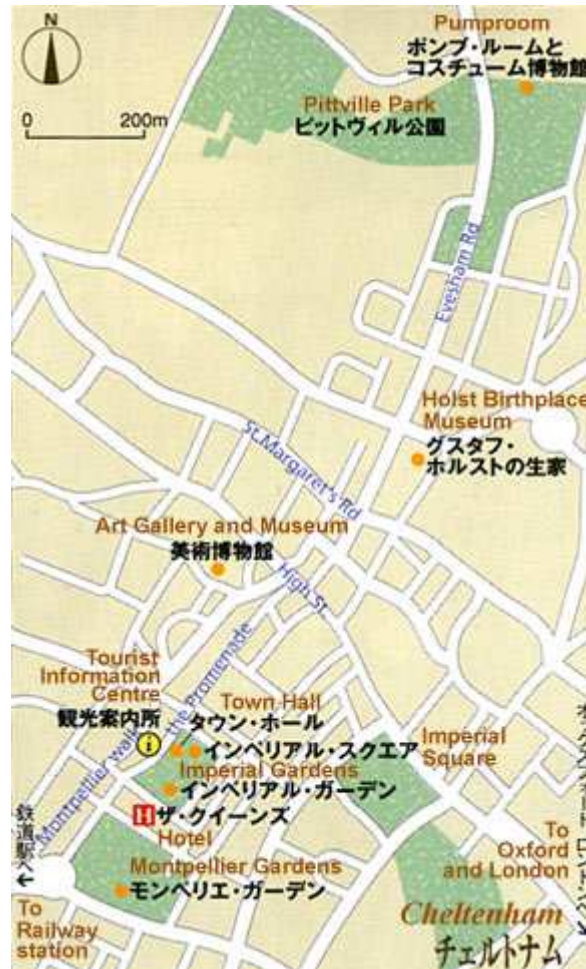 N
0 200m
Pumproom
ポンプ・ルームと
コスチューム博物館
Pittville Park
ピットヴィル公園
Evesham Rd
Holst Birthplace
Museum
グスタフ・
ホルストの生家
St.Margaret's Rd
Art Gallery and Museum
美術博物館
High St
the Promenade
Tourist
Information
Centre
観光案内所
i
Town Hall
タウン・ホール
インペリアル・スクエア
Imperial
Square
Imperial Gardens
インペリアル・ガーデン
Montpellier Walk
H
ザ・クイーンズ
Hotel
Montpellier Gardens
モンペリエ・ガーデン
鉄道駅へ
To
Railway
station
To
Oxford
and London
Cheltenham
チェルトナム